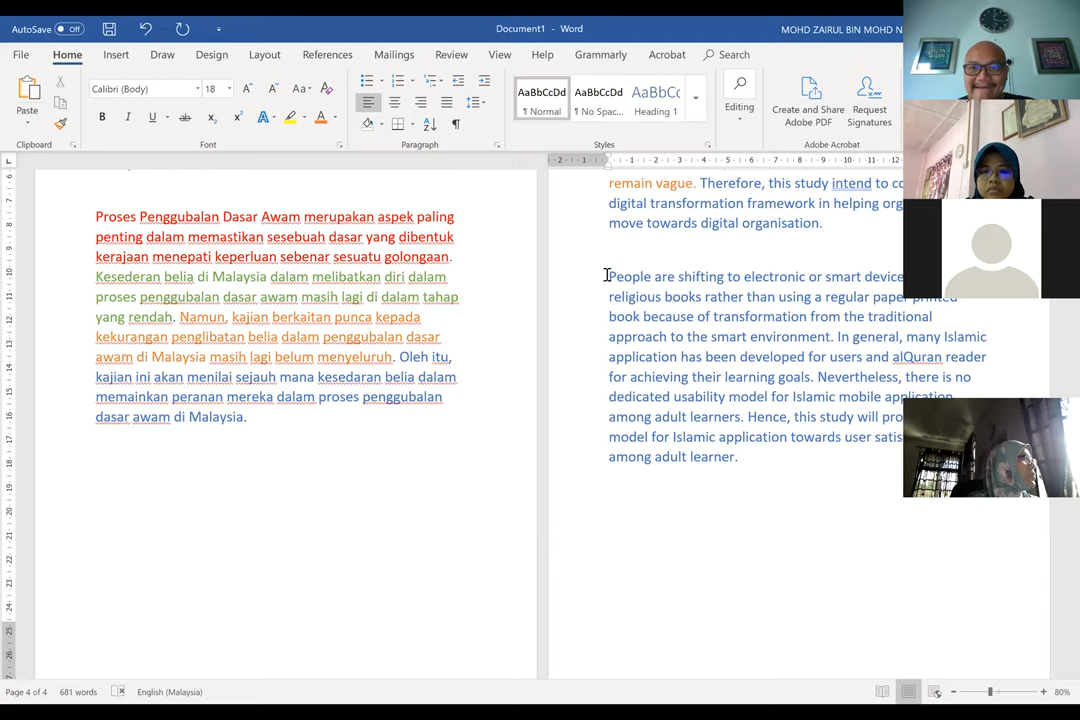 AutoSave Off
Document1 - Word
MOHD ZAIRUL BIN MOHD N
File Home Insert Draw Design Layout References Mailings Review View Help Grammarly Acrobat Search
Paste
Clipboard
Calibri (Body) 18
Font
Paragraph
AaBbCcDd AaBbCcDd AaBbCc
¶ Normal ¶ No Spac... Heading 1
Styles
Editing
Create and Share Adobe PDF
Request Signatures
Adobe Acrobat
Proses Penggubalan Dasar Awam merupakan aspek paling
penting dalam memastikan sesebuah dasar yang dibentuk
kerajaan menepati keperluan sebenar sesuatu golongaan.
Kesederan belia di Malaysia dalam melibatkan diri dalam
proses penggubalan dasar awam masih lagi di dalam tahap
yang rendah. Namun, kajian berkaitan punca kepada
kekurangan penglibatan belia dalam penggubalan dasar
awam di Malaysia masih lagi belum menyeluruh. Oleh itu,
kajian ini akan menilai sejauh mana kesedaran belia dalam
memainkan peranan mereka dalam proses penggubalan
dasar awam di Malaysia.
remain vague. Therefore, this study intend to co
digital transformation framework in helping org
move towards digital organisation.
People are shifting to electronic or smart device
religious books rather than using a regular paper printed
book because of transformation from the traditional
approach to the smart environment. In general, many Islamic
application has been developed for users and alQuran reader
for achieving their learning goals. Nevertheless, there is no
dedicated usability model for Islamic mobile application
among adult learners. Hence, this study will pro
model for Islamic application towards user satis
among adult learner.
Page 4 of 4 681 words English (Malaysia) 80%